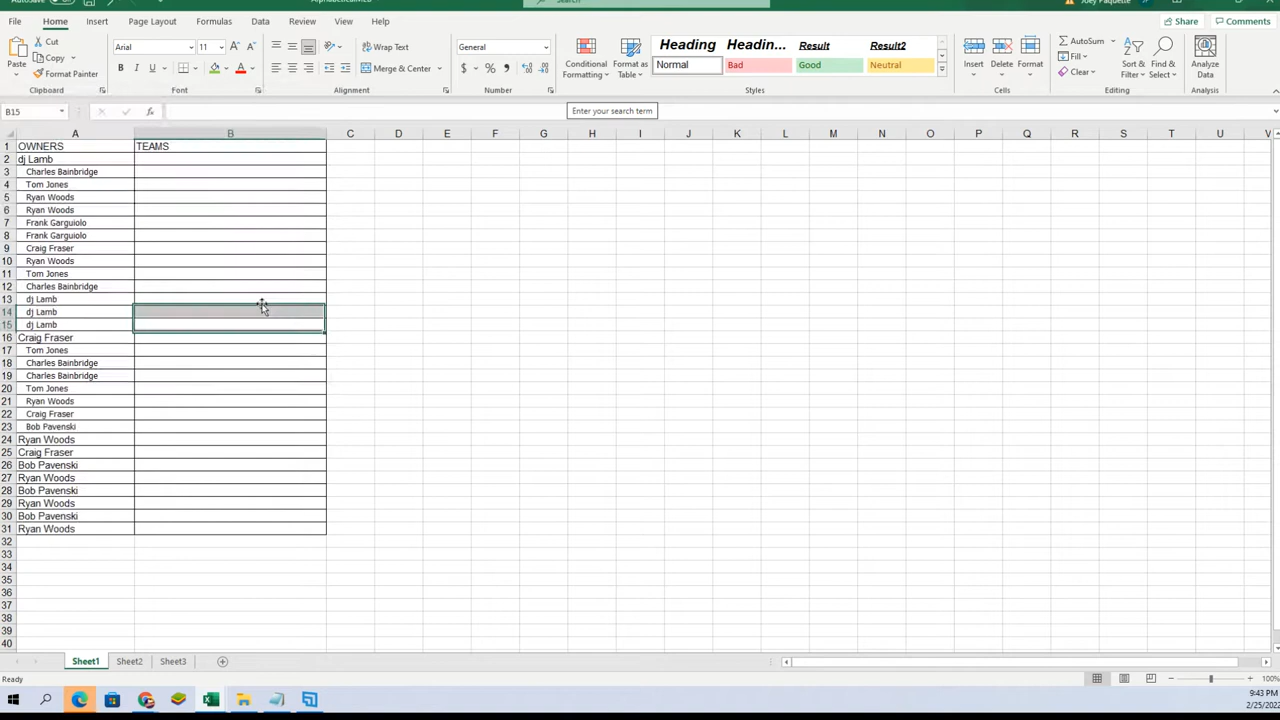 AutoSave Off
Search
Joey Paquette
File Home Insert Page Layout Formulas Data Review View Help Share Comments
Paste Cut Copy Format Painter Clipboard
Arial 11 Font
Wrap Text Merge & Center Alignment
General Number
Conditional Formatting Format as Table
Heading Headin... Result Result2
Normal Bad Good Neutral
Styles
Insert Delete Format Cells
AutoSum Fill Clear Sort & Filter Find & Select Editing
Analyze Data Analysis
B15 fx Enter your search term
A B C D E F G H I J K L M N O P Q R S T U V
1 OWNERS TEAMS
2 dj Lamb
3 Charles Bainbridge
4 Tom Jones
5 Ryan Woods
6 Ryan Woods
7 Frank Garguiolo
8 Frank Garguiolo
9 Craig Fraser
10 Ryan Woods
11 Tom Jones
12 Charles Bainbridge
13 dj Lamb
14 dj Lamb
15 dj Lamb
16 Craig Fraser
17 Tom Jones
18 Charles Bainbridge
19 Charles Bainbridge
20 Tom Jones
21 Ryan Woods
22 Craig Fraser
23 Bob Pavenski
24 Ryan Woods
25 Craig Fraser
26 Bob Pavenski
27 Ryan Woods
28 Bob Pavenski
29 Ryan Woods
30 Bob Pavenski
31 Ryan Woods
32
33
34
35
36
37
38
39
40
Sheet1 Sheet2 Sheet3
Ready 100%
9:43 PM